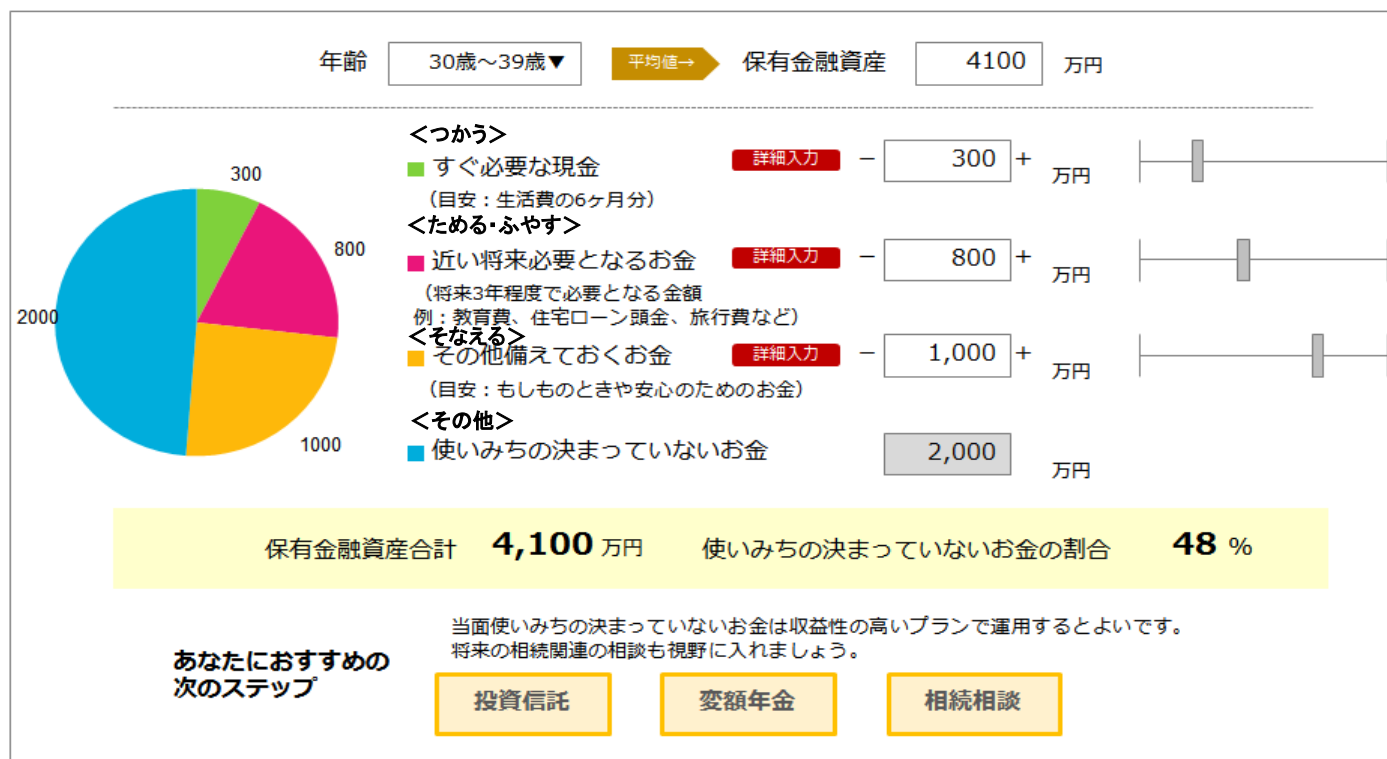 年齢 30歳～39歳▼ 平均値→ 保有金融資産 4100 万円
＜つかう＞
すぐ必要な現金 詳細入力 － 300 + 万円
（目安：生活費の6ヶ月分）
＜ためる・ふやす＞
近い将来必要となるお金 詳細入力 － 800 + 万円
（将来3年程度で必要となる金額
例：教育費、住宅ローン頭金、旅行費など）
＜そなえる＞
その他備えておくお金 詳細入力 － 1,000 + 万円
（目安：もしものときや安心のためのお金）
＜その他＞
使いみちの決まっていないお金 2,000 万円
300
800
2000
1000
保有金融資産合計 4,100 万円 使いみちの決まっていないお金の割合 48 %
当面使いみちの決まっていないお金は収益性の高いプランで運用するとよいです。
将来の相続関連の相談も視野に入れましょう。
あなたにおすすめの
次のステップ
投資信託 変額年金 相続相談